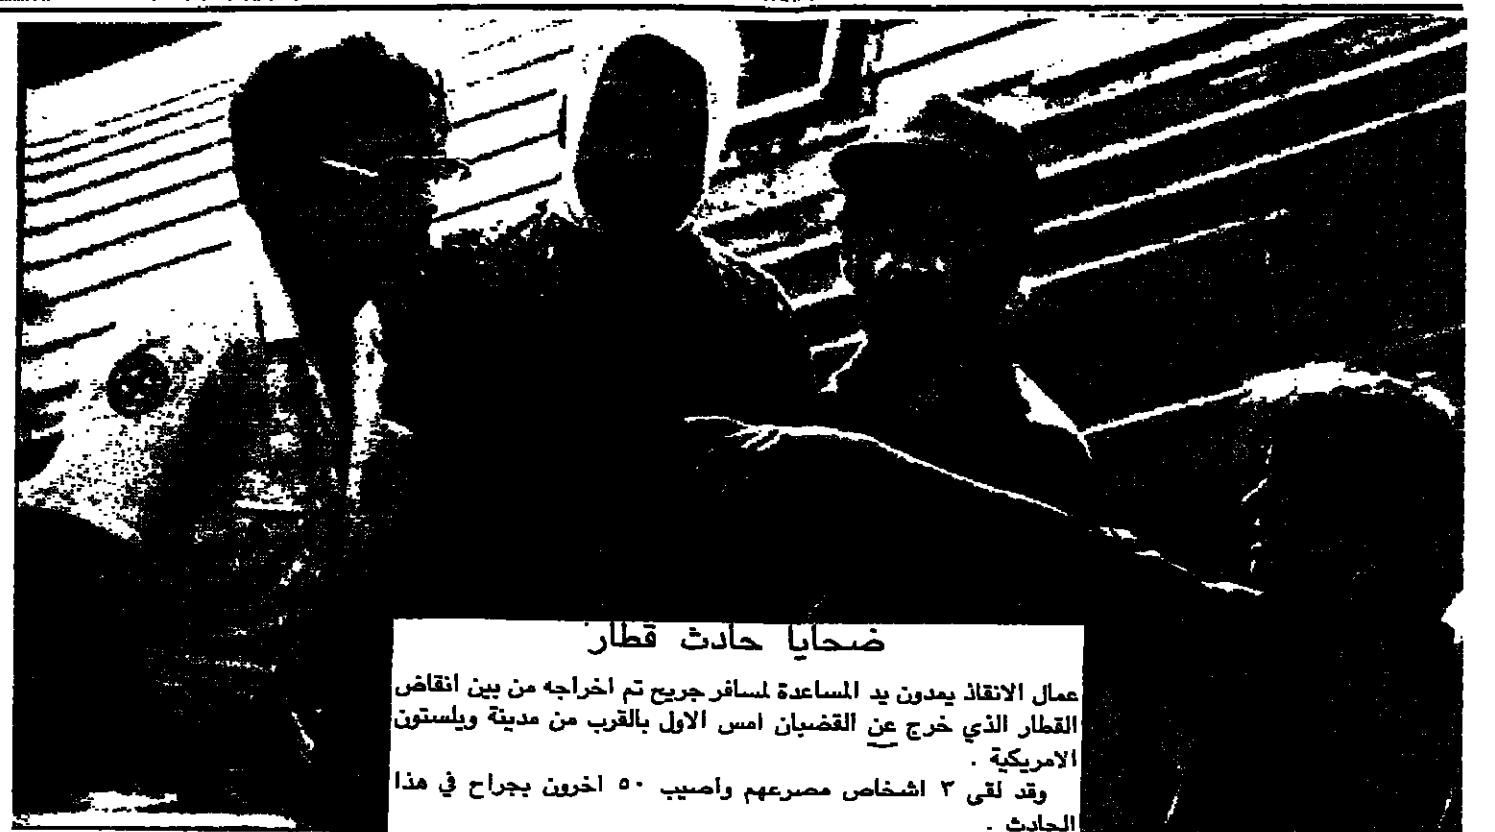 ضحايا حادث قطار
عمال الانقاذ يمدون يد المساعدة لمسافر جريح تم اخراجه من بين انقاض
القطار الذي خرج عن القضبان امس الاول بالقرب من مدينة ويلستون
الامريكية .
وقد لقى ٣ اشخاص مصرعهم واصيب ٥٠ اخرون بجراح في هذا
الحادث .